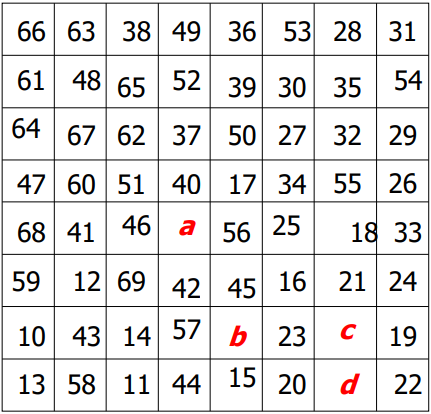 66 63 38 49 36 53 28 31
61 48 65 52 39 30 35 54
64 67 62 37 50 27 32 29
47 60 51 40 17 34 55 26
68 41 46 a 56 25 18 33
59 12 69 42 45 16 21 24
10 43 14 57 b 23 c 19
13 58 11 44 15 20 d 22